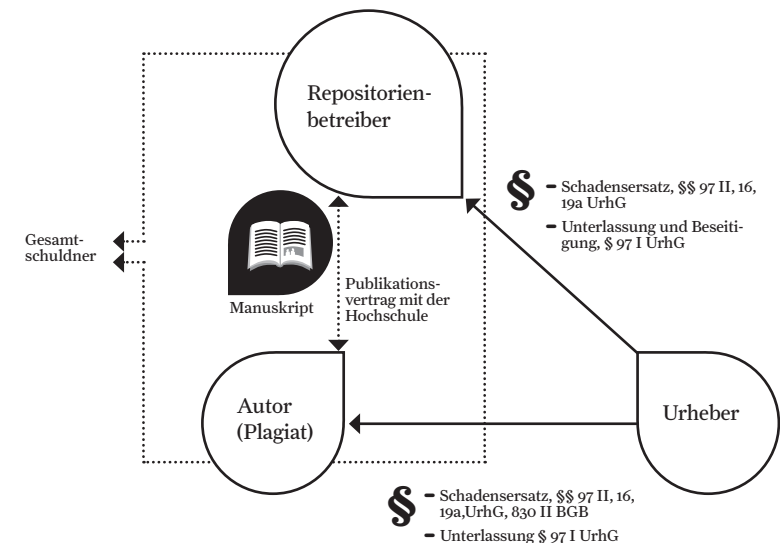 Repositorien-
betreiber
§
– Schadensersatz, §§ 97 II, 16,
19a UrhG
– Unterlassung und Beseiti-
gung, § 97 I UrhG
Gesamt-
schuldner
Manuskript
Publikations-
vertrag mit der
Hochschule
Autor
(Plagiat)
Urheber
§
– Schadensersatz, §§ 97 II, 16,
19a,UrhG, 830 II BGB
– Unterlassung § 97 I UrhG